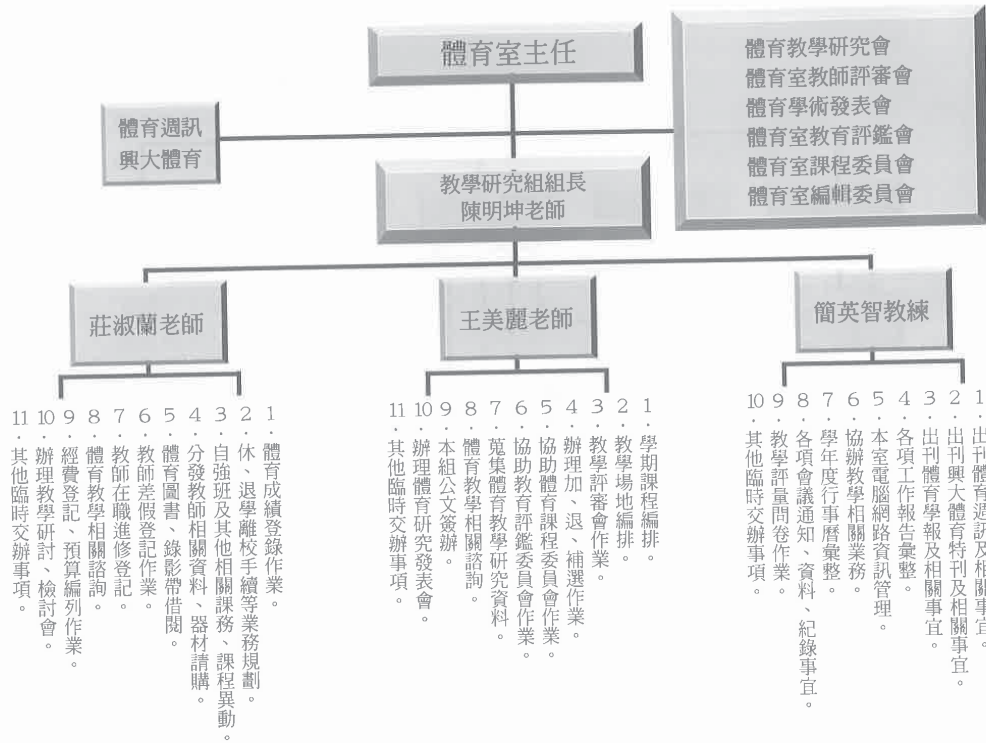 體育室主任
體育週訊
興大體育
體育教學研究會
體育室教師評審會
體育學術發表會
體育室教育評鑑會
體育室課程委員會
體育室編輯委員會
教學研究組組長
陳明坤老師
莊淑蘭老師
1.體育成績登錄作業。
2.休、退學離校手續等業務規劃。
3.自強班及其他相關課務、課程異動。
4.分發教師相關資料、器材請購。
5.體育圖書、錄影帶借閱。
6.教師差假登記作業。
7.教師在職進修登記。
8.體育教學相關諮詢。
9.經費登記、預算編列作業。
10.辦理教學研討、檢討會。
11.其他臨時交辦事項。
王美麗老師
1.學期課程編排。
2.教學場地編排。
3.教學評審會作業。
4.辦理加、退、補選作業。
5.協助體育課程委員會作業。
6.協助教育評鑑委員會作業。
7.蒐集體育教學研究資料。
8.體育教學相關諮詢。
9.本組公文簽辦。
10.辦理體育研究發表會。
11.其他臨時交辦事項。
簡英智教練
1.出刊體育週訊及相關事宜。
2.出刊興大體育特刊及相關事宜。
3.出刊體育學報及相關事宜。
4.各項工作報告彙整。
5.本室電腦網路資訊管理。
6.協辦教學相關業務。
7.學年度行事曆彙整。
8.各項會議通知、資料、紀錄事宜。
9.教學評量問卷作業。
10.其他臨時交辦事項。